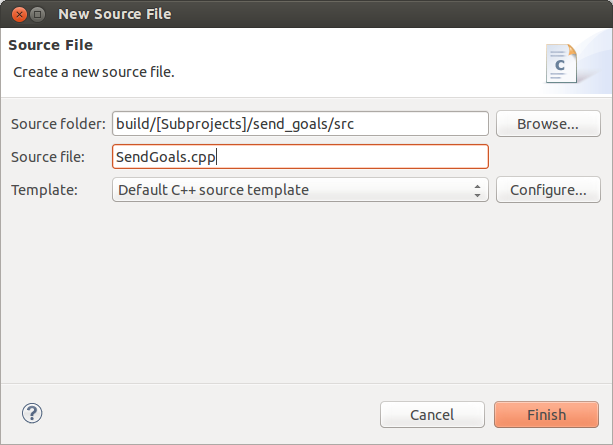 New Source File
Source File
Create a new source file.
C
Source folder: build/[Subprojects]/send_goals/src Browse...
Source file: SendGoals.cpp
Template: Default C++ source template Configure...
? Cancel Finish